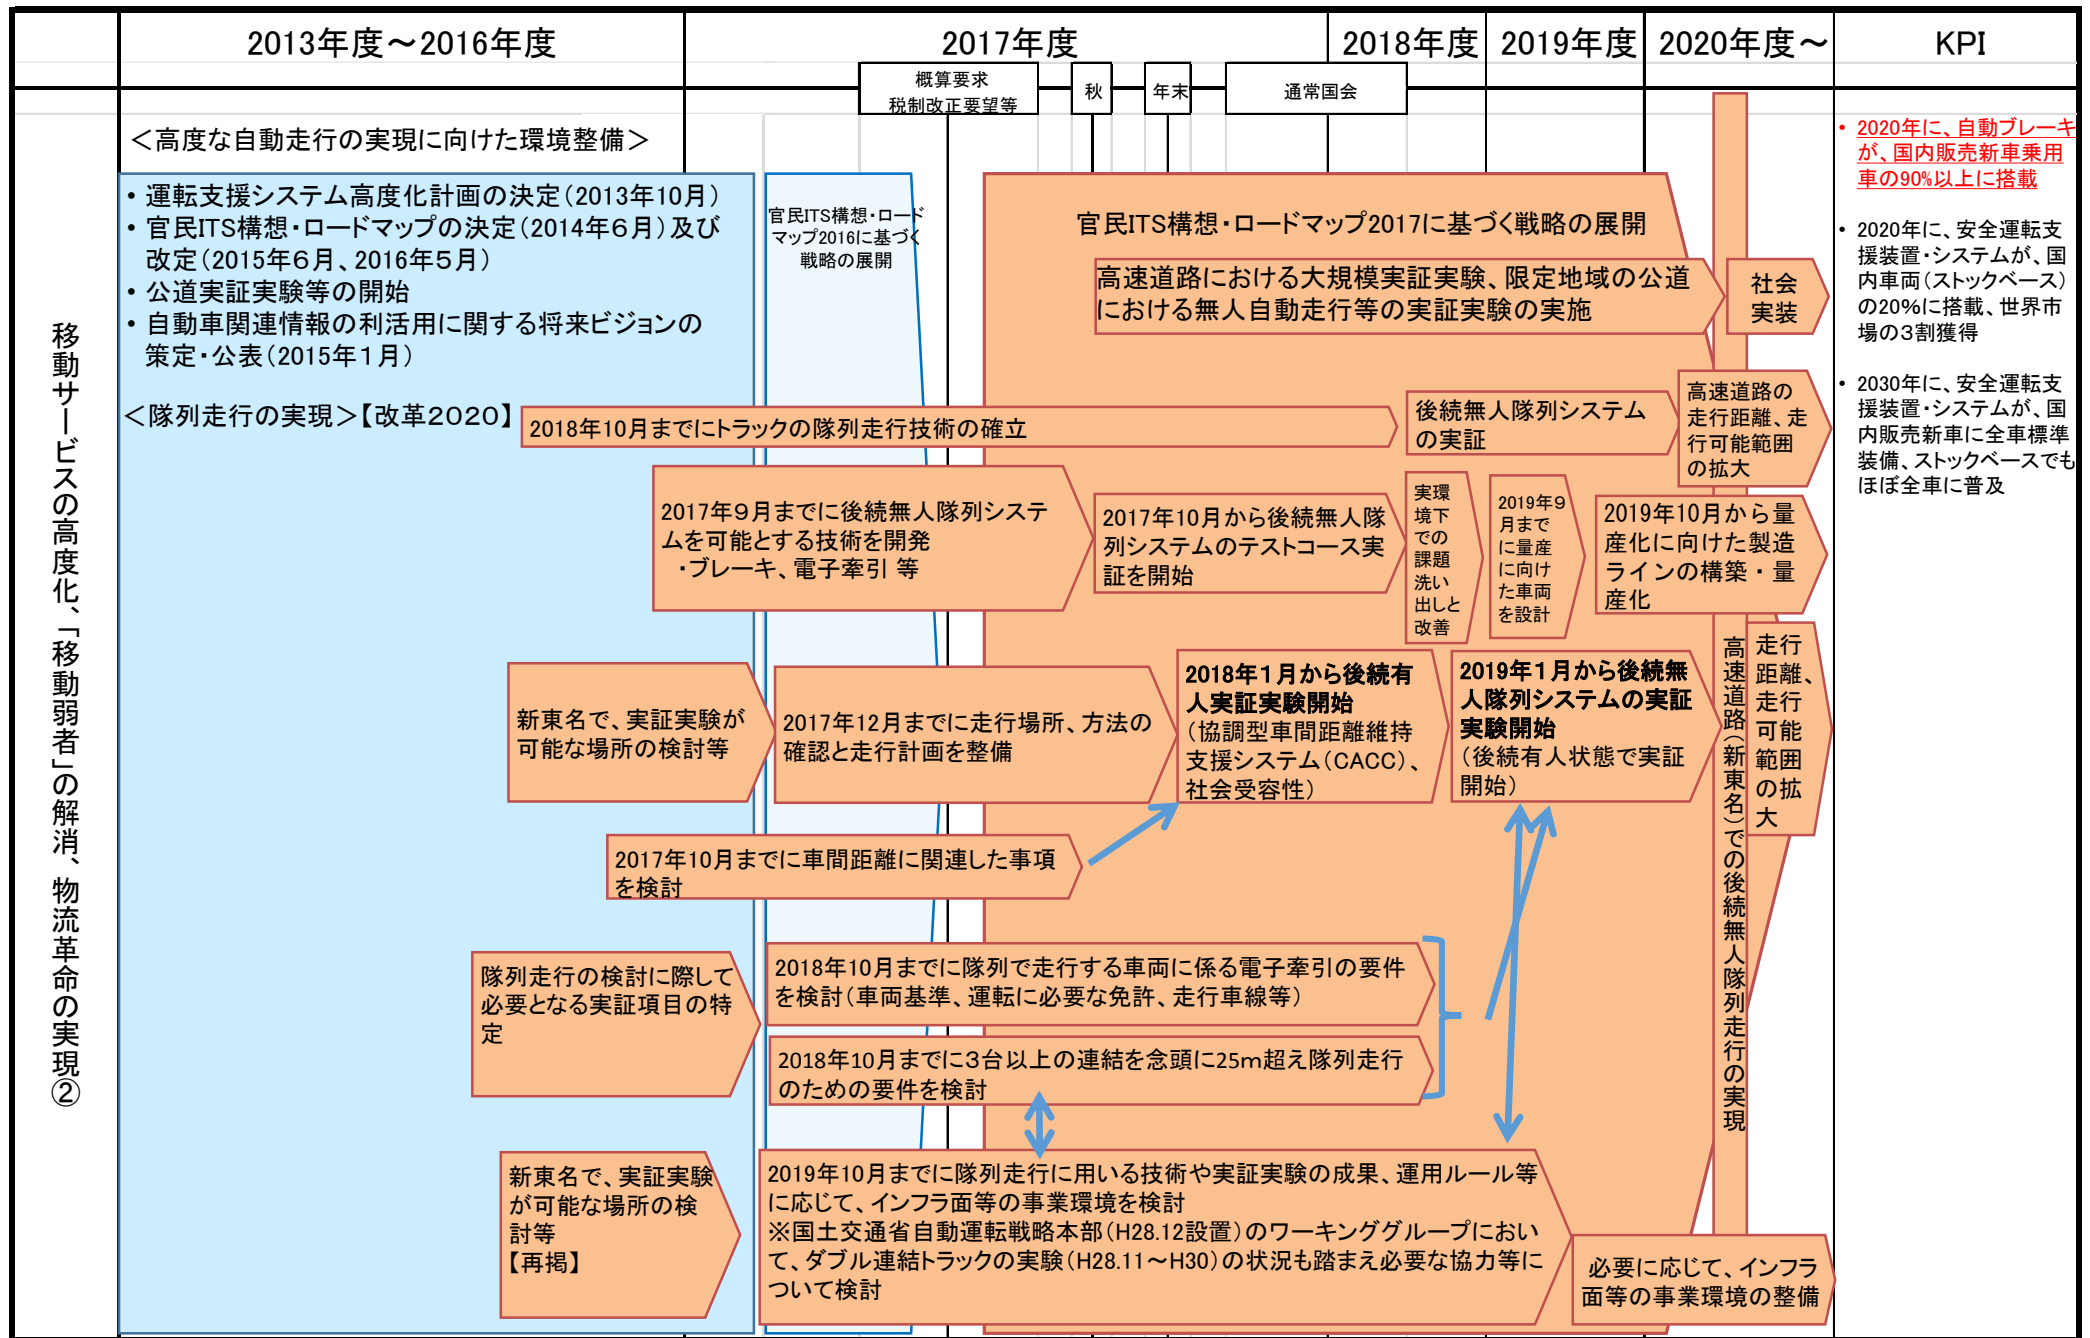 2013年度～2016年度
2017年度
2018年度
2019年度
2020年度～
KPI
概算要求
税制改正要望等
秋
年末
通常国会
移動サービスの高度化、「移動弱者」の解消、物流革命の実現②
＜高度な自動走行の実現に向けた環境整備＞
・運転支援システム高度化計画の決定（2013年10月）
・官民ITS構想・ロードマップの決定（2014年６月）及び
改定（2015年６月、2016年５月）
・公道実証実験等の開始
・自動車関連情報の利活用に関する将来ビジョンの
策定・公表（2015年１月）
官民ITS構想・ロード
マップ2016に基づく
戦略の展開
官民ITS構想・ロードマップ2017に基づく戦略の展開
高速道路における大規模実証実験、限定地域の公道
における無人自動走行等の実証実験の実施
社会
実装
＜隊列走行の実現＞【改革２０２０】
2018年10月までにトラックの隊列走行技術の確立
後続無人隊列システム
の実証
高速道路の
走行距離、走
行可能範囲
の拡大
2017年９月までに後続無人隊列システ
ムを可能とする技術を開発
・ブレーキ、電子牽引 等
2017年10月から後続無人隊
列システムのテストコース実
証を開始
実環
境下
での
課題
洗い
出しと
改善
2019年９
月まで
に量産
に向け
た車両
を設計
2019年10月から量
産化に向けた製造
ラインの構築・量
産化
新東名で、実証実験が
可能な場所の検討等
2017年12月までに走行場所、方法の
確認と走行計画を整備
2018年１月から後続有
人実証実験開始
（協調型車間距離維持
支援システム（CACC）、
社会受容性）
2019年１月から後続無
人隊列システムの実証
実験開始
（後続有人状態で実証
開始）
高速道路（新東名）での後続無人隊列走行の実現
走行
距離、
走行
可能
範囲
の拡
大
2017年10月までに車間距離に関連した事項
を検討
隊列走行の検討に際して
必要となる実証項目の特
定
2018年10月までに隊列で走行する車両に係る電子牽引の要件
を検討（車両基準、運転に必要な免許、走行車線等）
2018年10月までに３台以上の連結を念頭に25ｍ超え隊列走行
のための要件を検討
新東名で、実証実験
が可能な場所の検
討等
【再掲】
2019年10月までに隊列走行に用いる技術や実証実験の成果、運用ルール等
に応じて、インフラ面等の事業環境を検討
※国土交通省自動運転戦略本部（H28.12設置）のワーキンググループにおい
て、ダブル連結トラックの実験（H28.11～H30）の状況も踏まえ必要な協力等に
ついて検討
必要に応じて、インフラ
面等の事業環境の整備
・2020年に、自動ブレーキ
が、国内販売新車乗用
車の90%以上に搭載
・2020年に、安全運転支
援装置・システムが、国
内車両（ストックベース）
の20%に搭載、世界市
場の３割獲得
・2030年に、安全運転支
援装置・システムが、国
内販売新車に全車標準
装備、ストックベースでも
ほぼ全車に普及